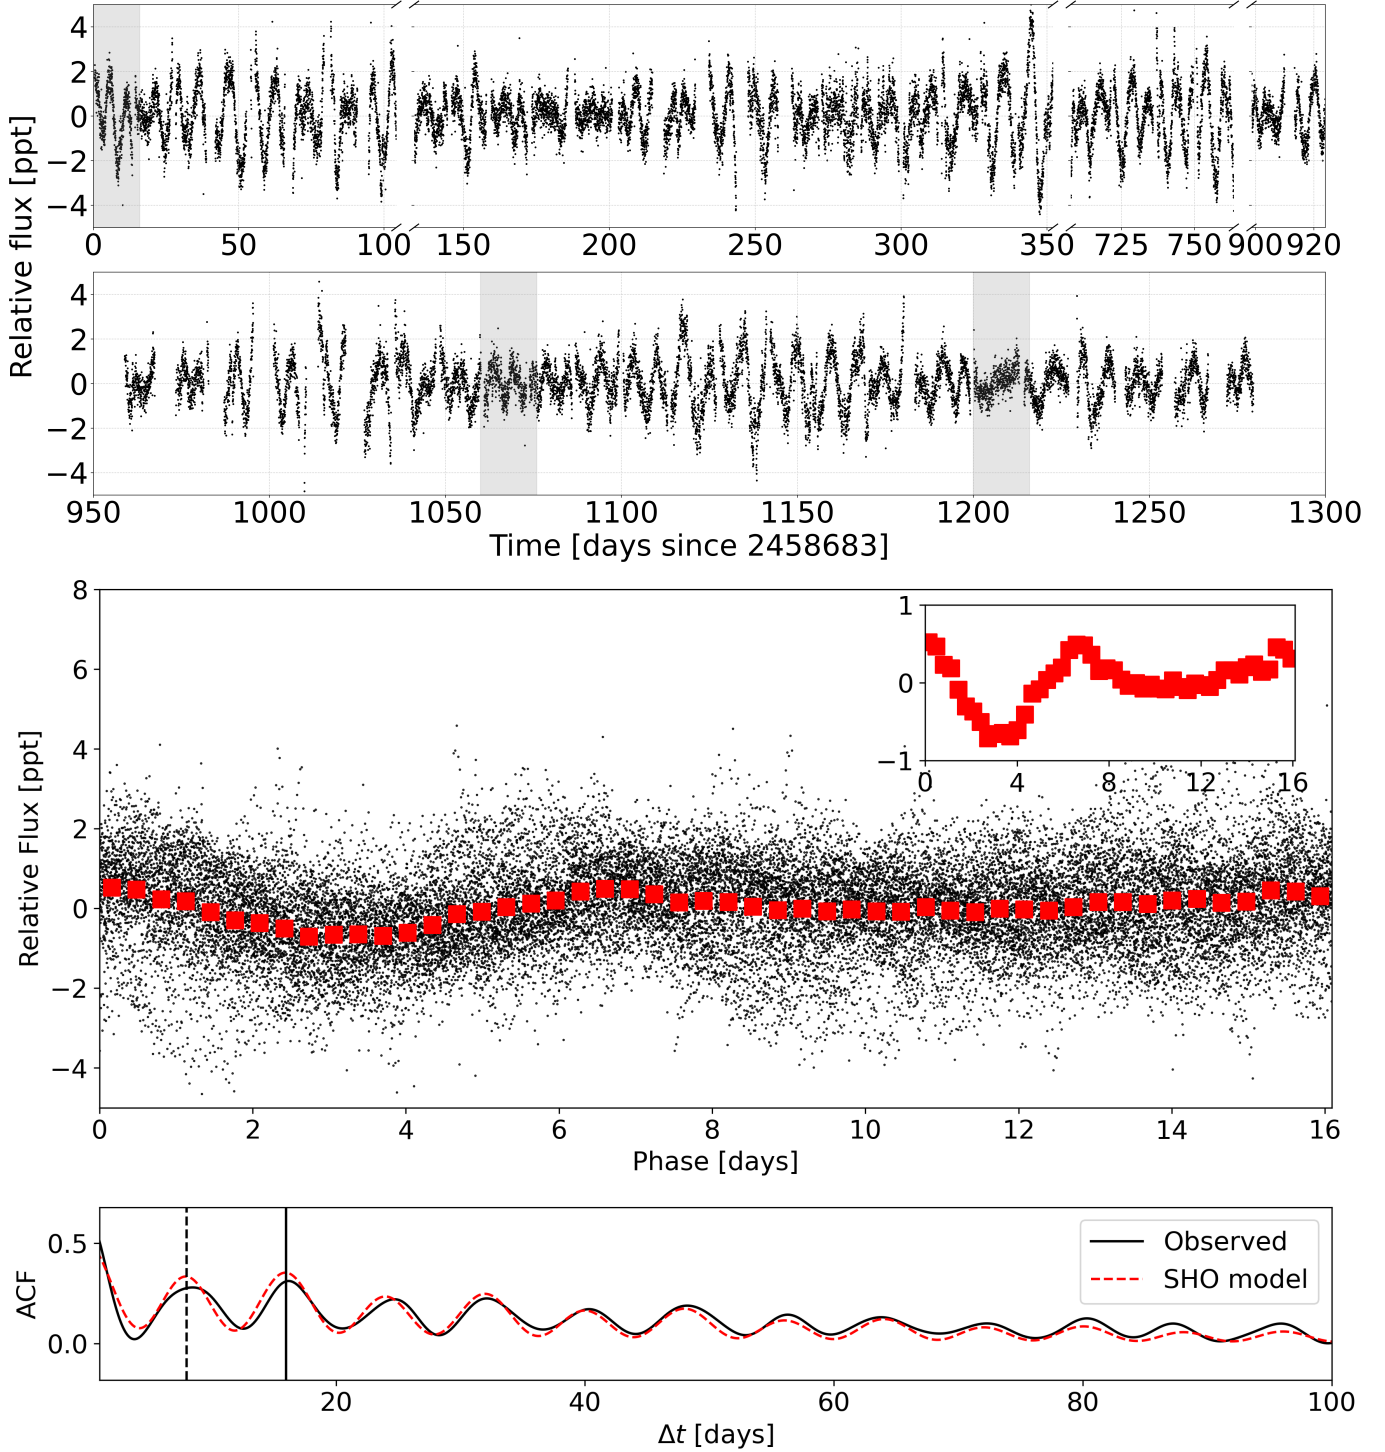 Relative flux [ppt]
4
2
0
−2
−4
0 50 100 150 200 250 300 350 725 750 900 920
4
2
0
−2
−4
950 1000 1050 1100 1150 1200 1250 1300
Time [days since 2458683]
Relative Flux [ppt]
8
6
4
2
0
−2
−4
1
0
−1
0 4 8 12 16
0 2 4 6 8 10 12 14 16
Phase [days]
ACF
0.5
0.0
Observed
SHO model
20 40 60 80 100
Δt [days]